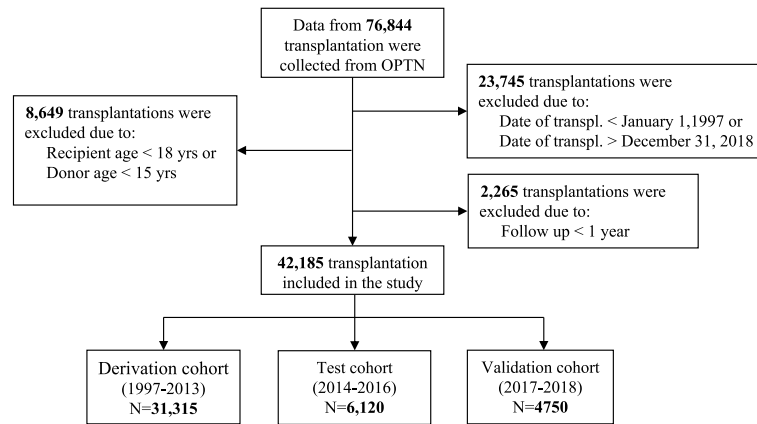 Data from 76,844
transplantation were
collected from OPTN
23,745 transplantations were
excluded due to:
Date of transpl. < January 1,1997 or
Date of transpl. > December 31, 2018
8,649 transplantations were
excluded due to:
Recipient age < 18 yrs or
Donor age < 15 yrs
2,265 transplantations were
excluded due to:
Follow up < 1 year
42,185 transplantation
included in the study
Derivation cohort
(1997-2013)
N=31,315
Test cohort
(2014-2016)
N=6,120
Validation cohort
(2017-2018)
N=4750